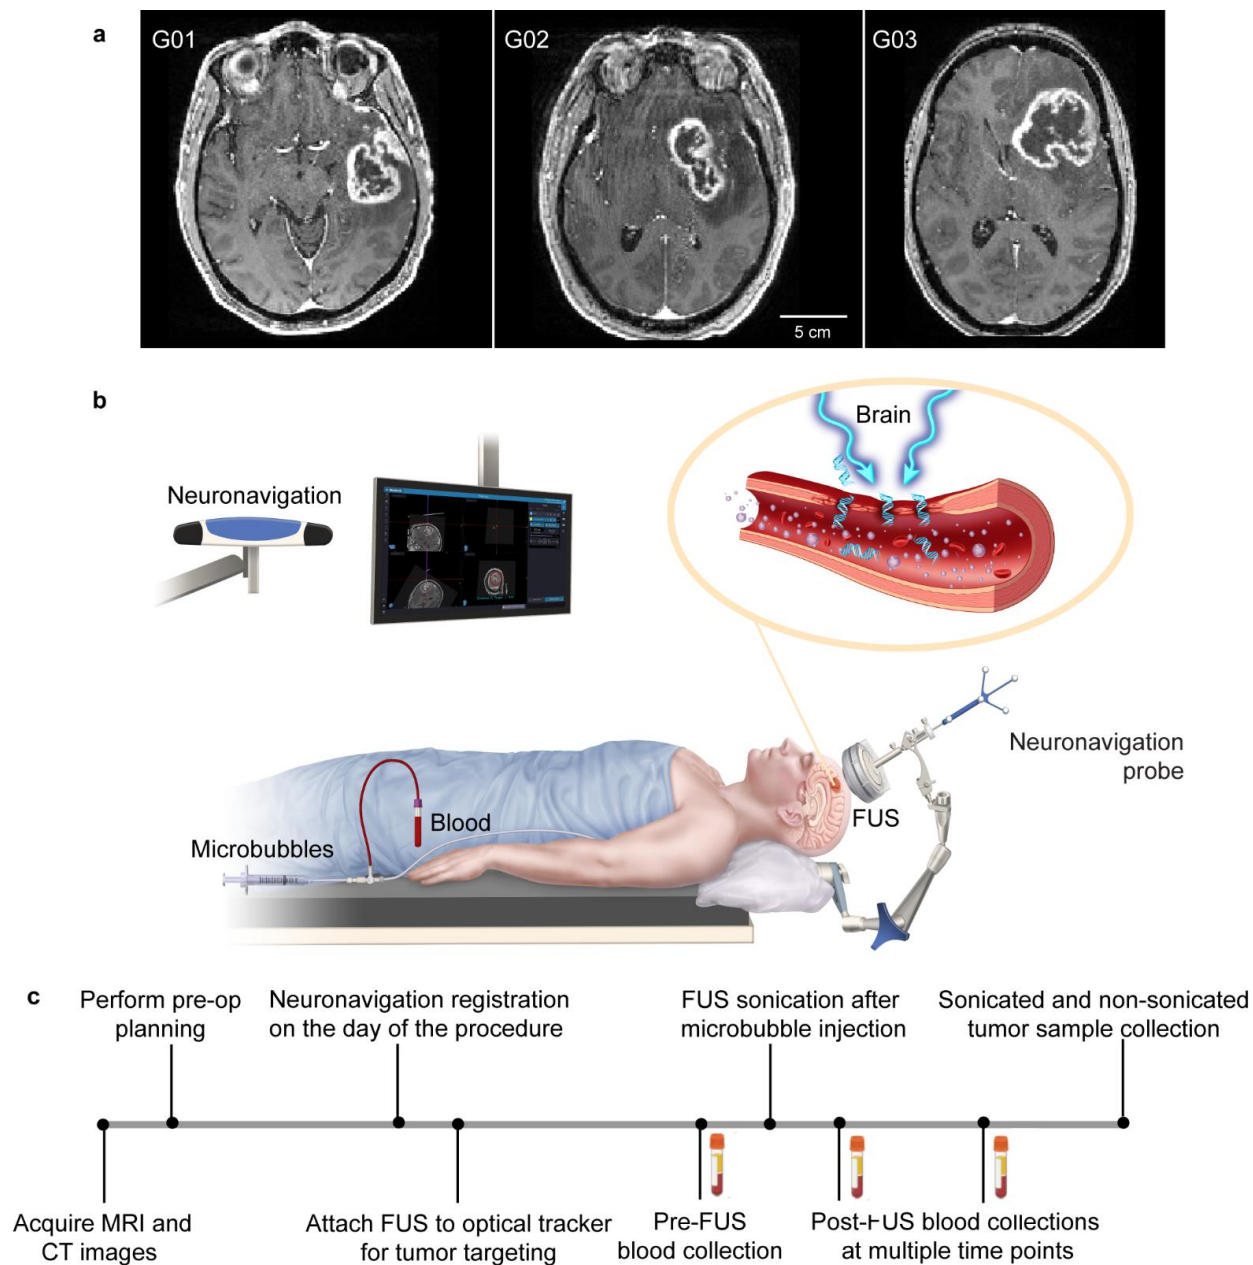 a
G01
G02
G03
5 cm
b
Neuronavigation
Brain
Neuronavigation
probe
FUS
Blood
Microbubbles
c
Perform pre-op
planning
Neuronavigation registration
on the day of the procedure
FUS sonication after
microbubble injection
Sonicated and non-sonicated
tumor sample collection
Acquire MRI and
CT images
Attach FUS to optical tracker
for tumor targeting
Pre-FUS
blood collection
Post-FUS blood collections
at multiple time points